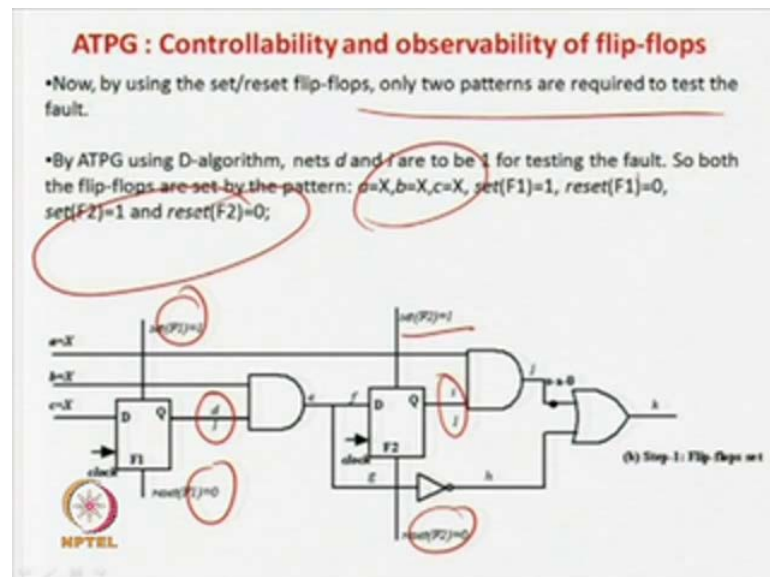 ATPG : Controllability and observability of flip-flops
•Now, by using the set/reset flip-flops, only two patterns are required to test the
fault.
•By ATPG using D-algorithm, nets d and i are to be 1 for testing the fault. So both
the flip-flops are set by the pattern: a=X,b=X,c=X, set(F1)=1, reset(F1)=0,
set(F2)=1 and reset(F2)=0;
set(F1)=1
set(F2)=1
a=X
b=X
c=X
D Q
d
1
e
f
D Q
i
1
j
s a 0
k
F1
clock
F2
clock
g
h
(b) Step-1: Flip-flops set
reset(F1)=0
reset(F2)=0
NPTEL